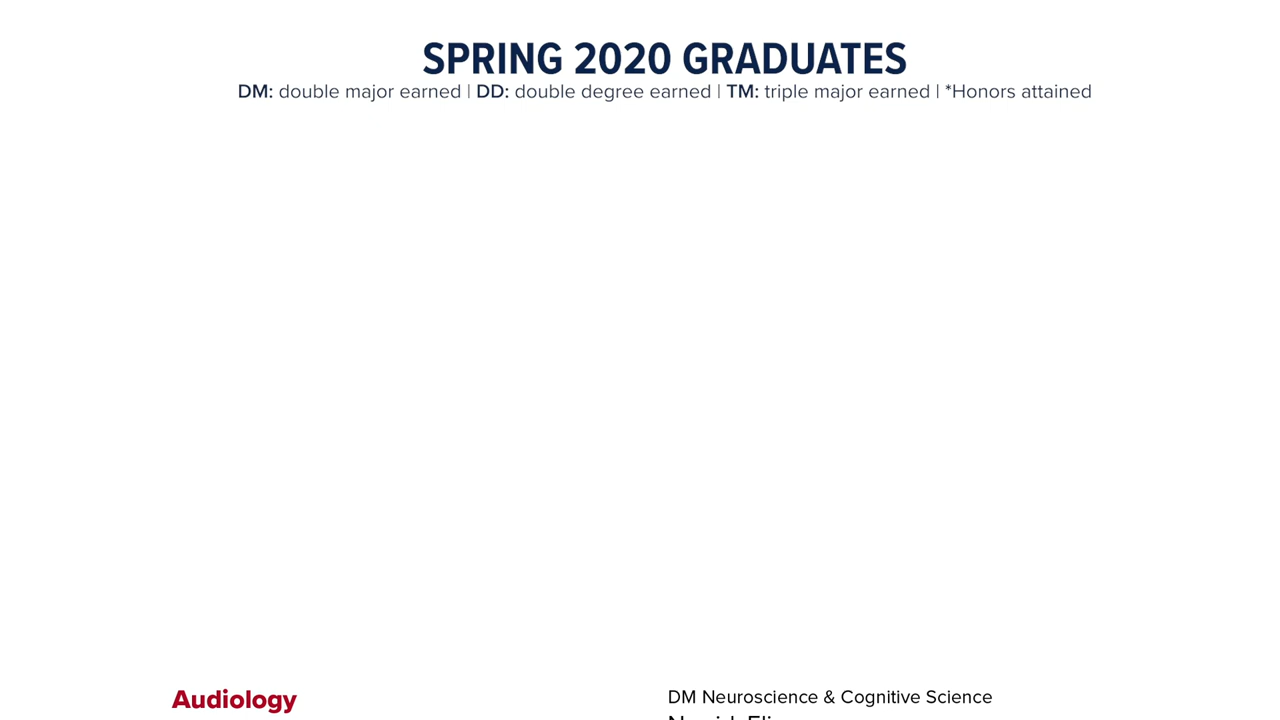 SPRING 2020 GRADUATES
DM: double major earned | DD: double degree earned | TM: triple major earned | *Honors attained
Audiology
DM Neuroscience & Cognitive Science